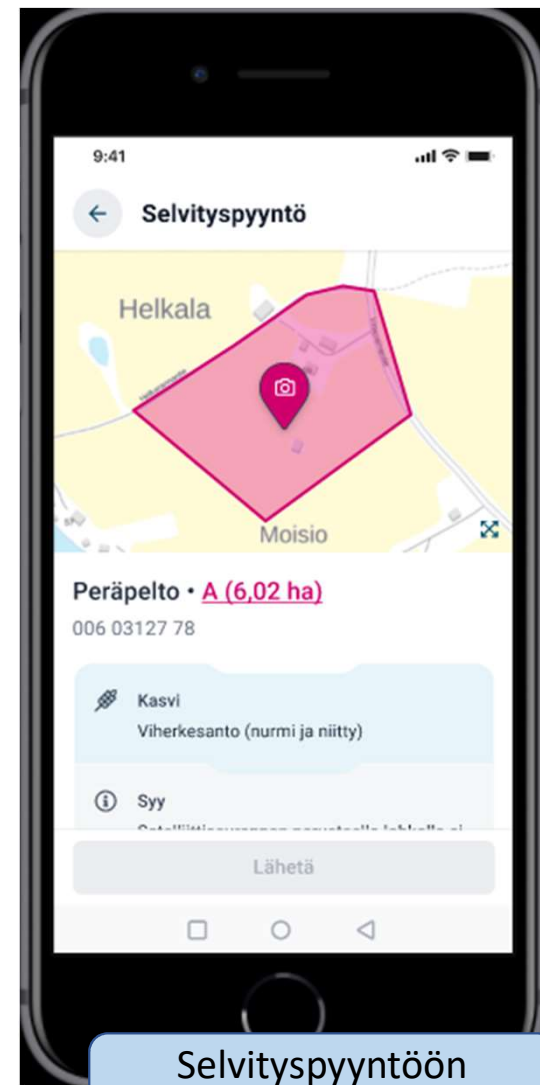 9:41
Selvityspyyntö
Helkala
Moisio
Peräpelto • A (6,02 ha)
006 03127 78
Kasvi
Viherkesanto (nurmi ja niitty)
Syy
Lähetä
Selvityspyyntöön